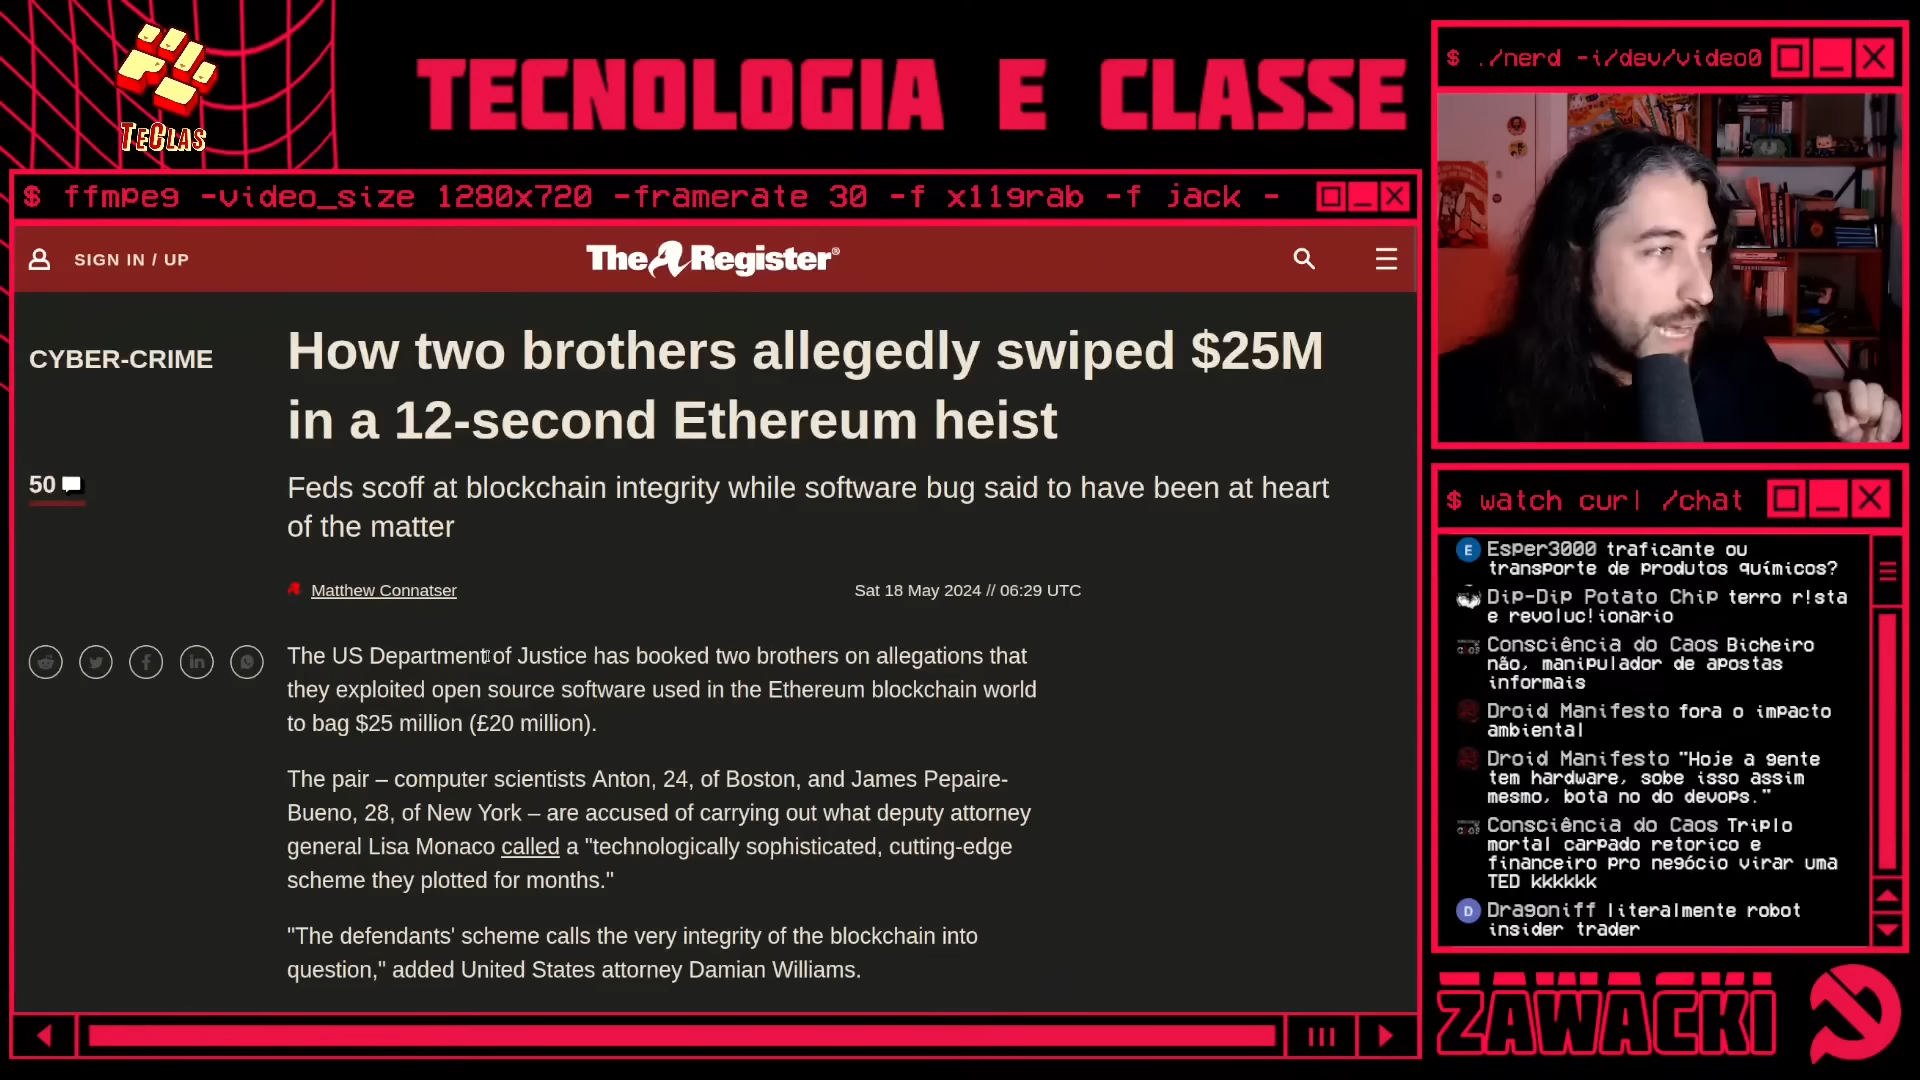 TECLAS
TECNOLOGIA E CLASSE
$ ffmpeg -video_size 1280x720 -framerate 30 -f x11grab -f jack -
SIGN IN / UP
The Register®
CYBER-CRIME
How two brothers allegedly swiped $25M
in a 12-second Ethereum heist
50
Feds scoff at blockchain integrity while software bug said to have been at heart
of the matter
Matthew Connatser
Sat 18 May 2024 // 06:29 UTC
The US Department of Justice has booked two brothers on allegations that
they exploited open source software used in the Ethereum blockchain world
to bag $25 million (£20 million).
The pair – computer scientists Anton, 24, of Boston, and James Pepaire-
Bueno, 28, of New York – are accused of carrying out what deputy attorney
general Lisa Monaco called a "technologically sophisticated, cutting-edge
scheme they plotted for months."
"The defendants' scheme calls the very integrity of the blockchain into
question," added United States attorney Damian Williams.
$ ./nerd -i/dev/video0
$ watch curl /chat
E Esper3000 traficante ou
transporte de produtos químicos?
Dip-Dip Potato Chip terro r!sta
e revoluc!ionario
Consciência do Caos Bicheiro
não, manipulador de apostas
informais
Droid Manifesto fora o impacto
ambiental
Droid Manifesto "Hoje a gente
tem hardware, sobe isso assim
mesmo, bota no do devops."
Consciência do Caos Triplo
mortal carpado retorico e
financeiro pro negócio virar uma
TED kkkkkk
D Dragoniff literalmente robot
insider trader
ZAWACKI